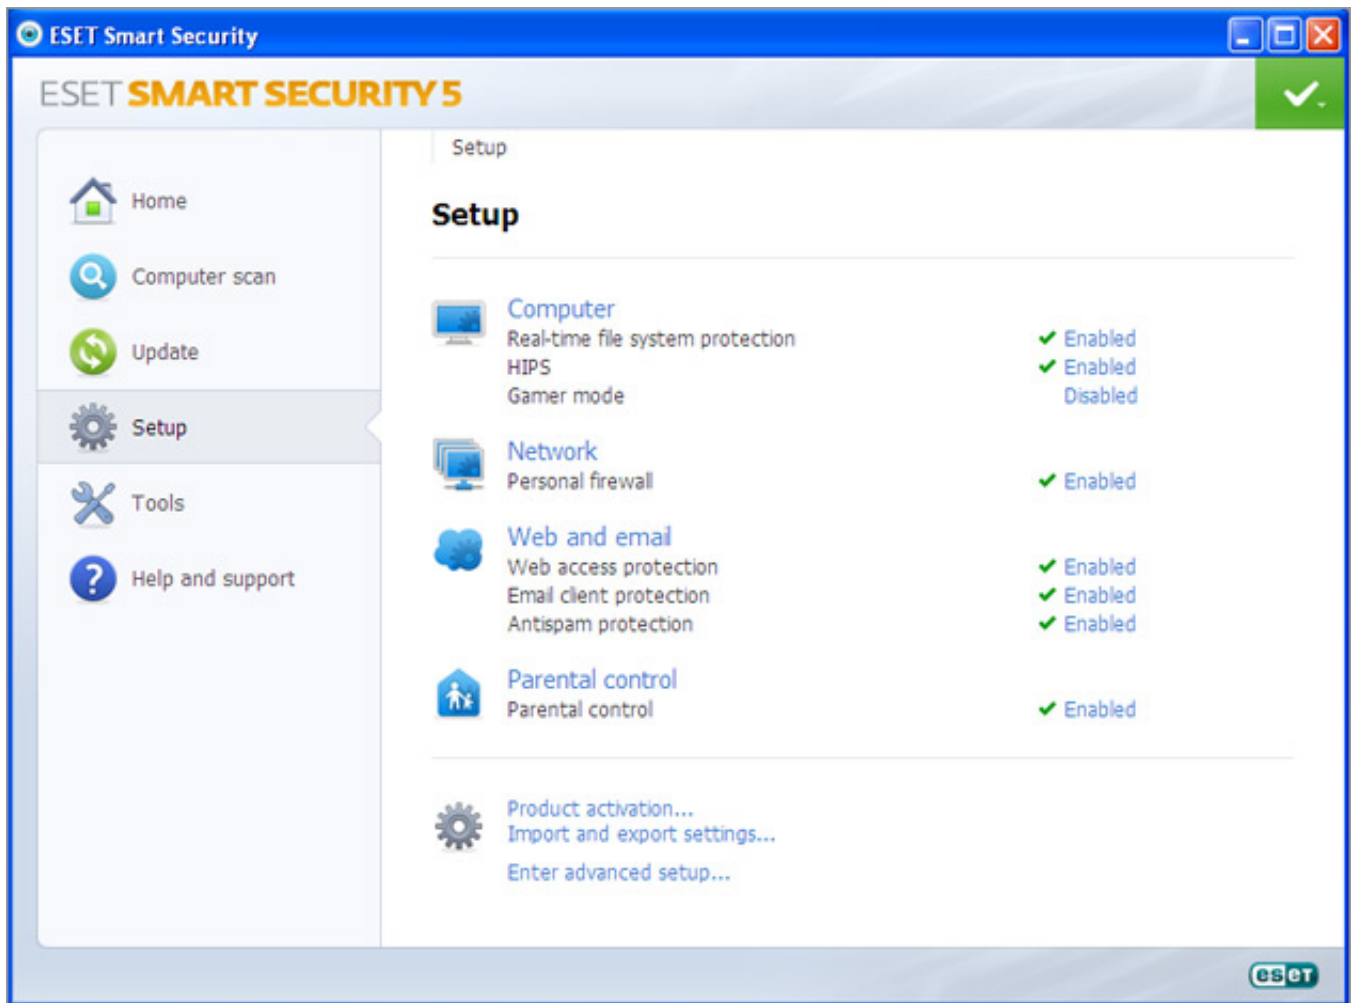 ESET Smart Security
ESET SMART SECURITY 5
Home
Computer scan
Update
Setup
Tools
Help and support
Setup
Setup
Computer
Real-time file system protection Enabled
HIPS Enabled
Gamer mode Disabled
Network
Personal firewall Enabled
Web and email
Web access protection Enabled
Email client protection Enabled
Antispam protection Enabled
Parental control
Parental control Enabled
Product activation...
Import and export settings...
Enter advanced setup...
eset